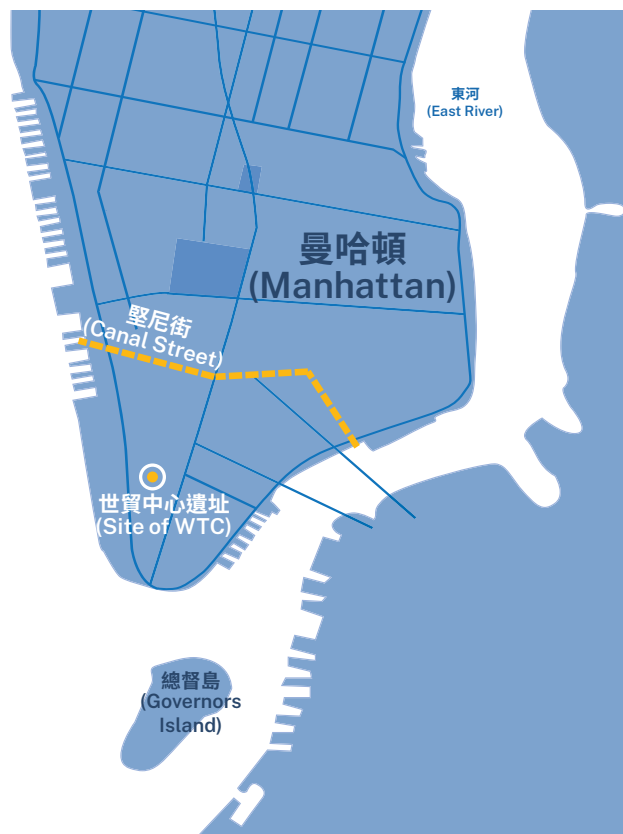 東河
(East River)
曼哈頓
(Manhattan)
堅尼街
(Canal Street)
世貿中心遺址
(Site of WTC)
總督島
(Governors
Island)